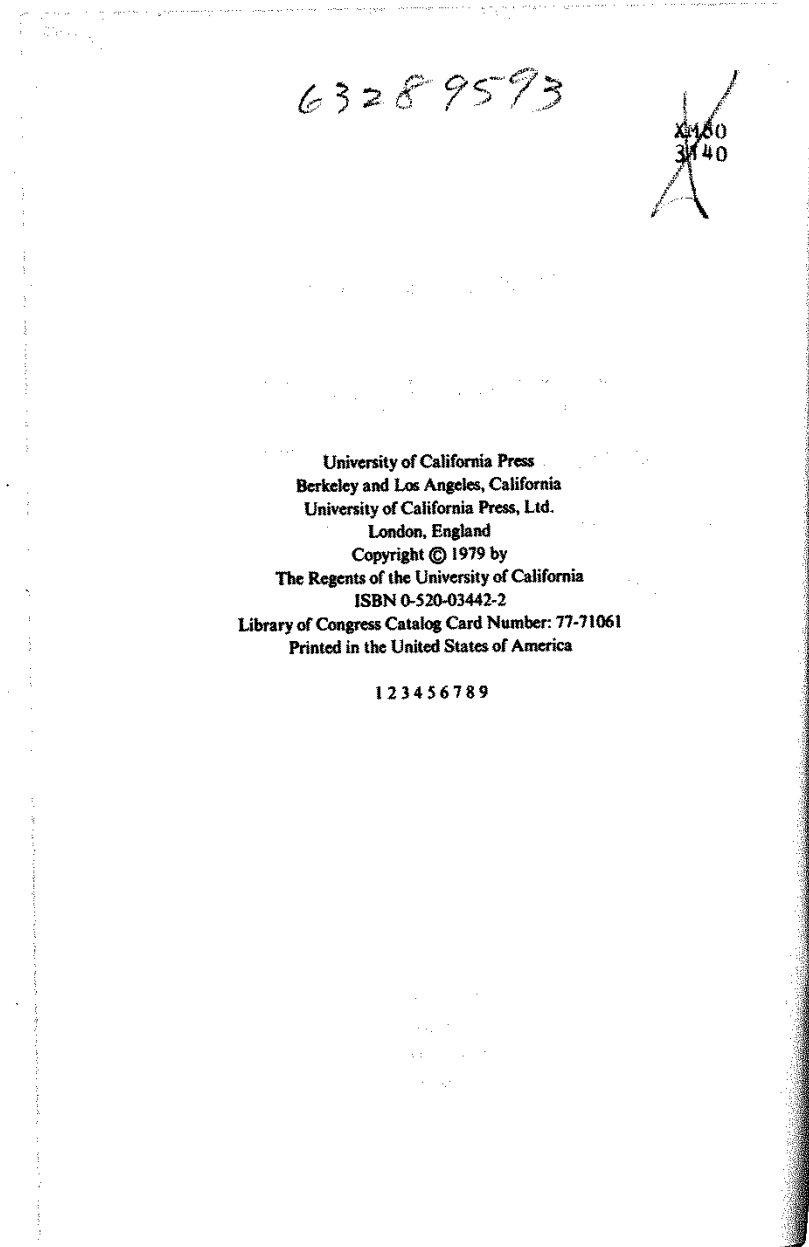 63289593
3140
University of California Press
Berkeley and Los Angeles, California
University of California Press, Ltd.
London, England
Copyright © 1979 by
The Regents of the University of California
ISBN 0-520-03442-2
Library of Congress Catalog Card Number: 77-71061
Printed in the United States of America
1 2 3 4 5 6 7 8 9